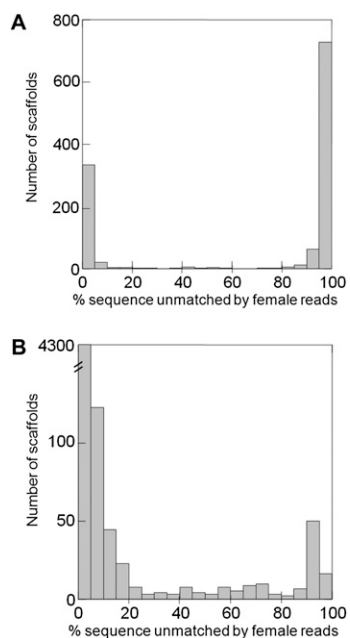 A
800
600
400
200
0
Number of scaffolds
0 20 40 60 80 100
% sequence unmatched by female reads
B
4300
100
50
0
Number of scaffolds
0 20 40 60 80 100
% sequence unmatched by female reads